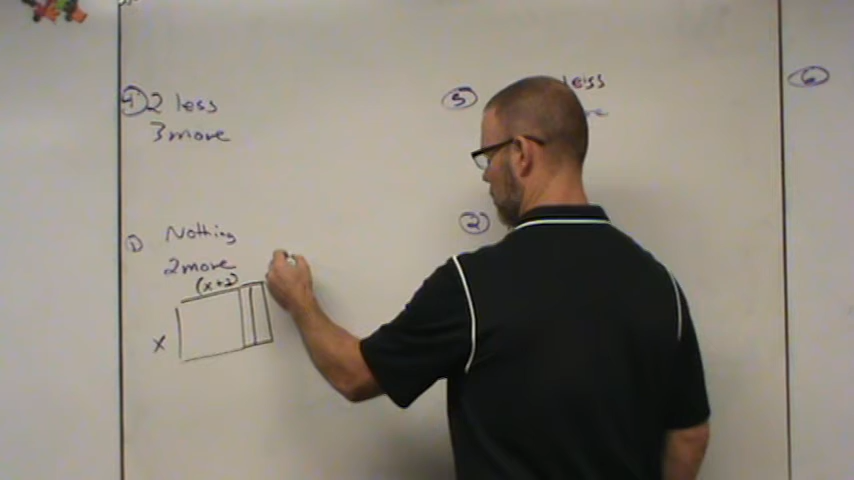 4 2 less
3 more
5 less
6
1 Nothing
2 more
(x+2)
x
2